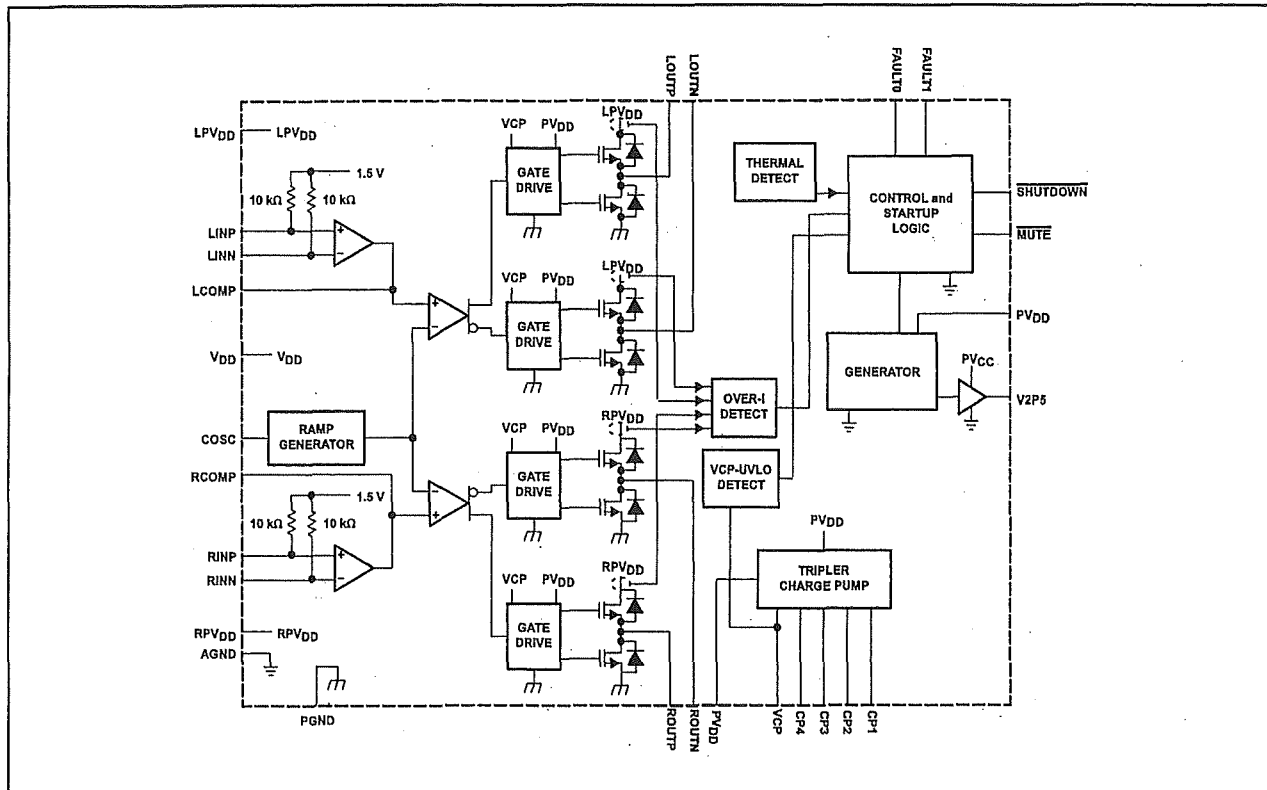 LOUTP
LOUTN
FAULT0
FAULT1
LPVDD
LPVDD
1.5 V
10 kΩ
10 kΩ
LINP
LINN
LCOMP
+
−
VDD
VDD
COSC
RAMP
GENERATOR
RCOMP
1.5 V
10 kΩ
10 kΩ
RINP
RINN
+
−
RPVDD
RPVDD
AGND
PGND
+
−
−
+
VCP
PVDD
LPVDD
GATE
DRIVE
VCP
PVDD
LPVDD
GATE
DRIVE
VCP
PVDD
RPVDD
GATE
DRIVE
VCP
PVDD
RPVDD
GATE
DRIVE
THERMAL
DETECT
CONTROL and
STARTUP
LOGIC
SHUTDOWN
MUTE
PVDD
GENERATOR
PVCC
V2P5
OVER-I
DETECT
VCP-UVLO
DETECT
PVDD
TRIPLER
CHARGE PUMP
ROUTP
ROUTN
PVDD
VCP
CP4
CP3
CP2
CP1